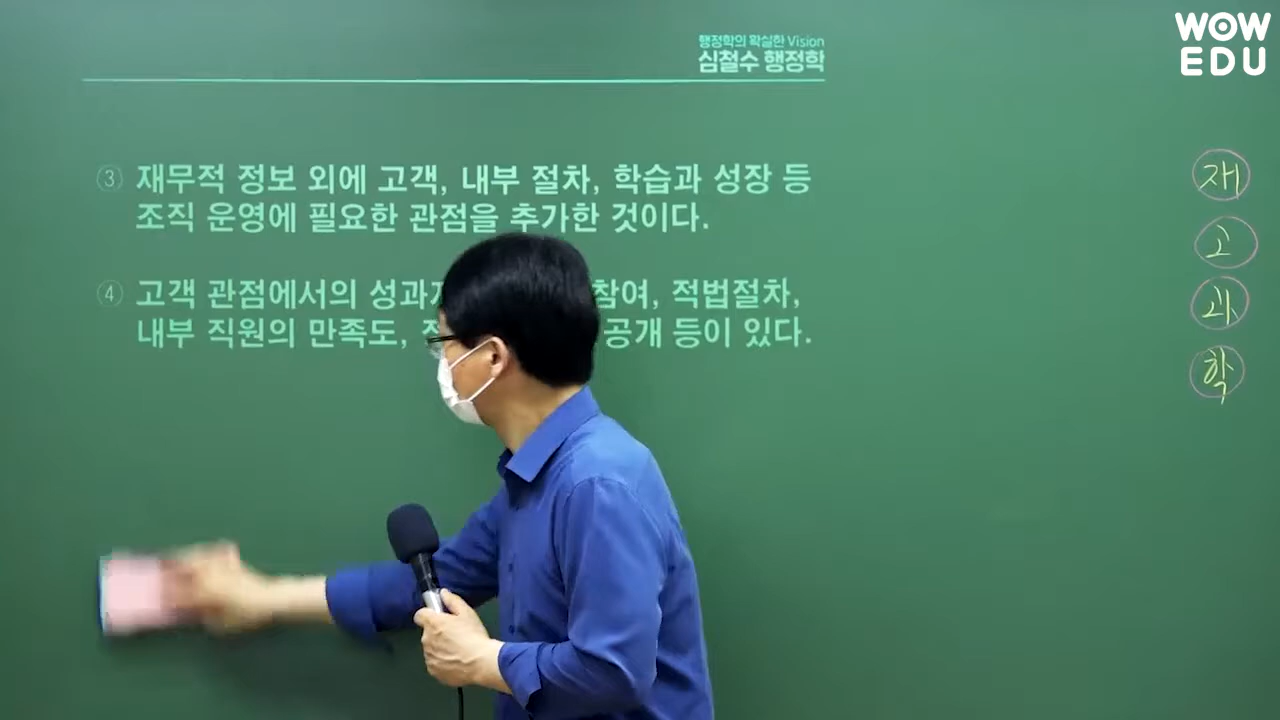 WOW
EDU
행정학의 확실한 Vision
심철수 행정학
③ 재무적 정보 외에 고객, 내부 절차, 학습과 성장 등
조직 운영에 필요한 관점을 추가한 것이다.
④ 고객 관점에서의 참여, 적법절차,
내부 직원의 만족도, 공개 등이 있다.
재
고
과
학